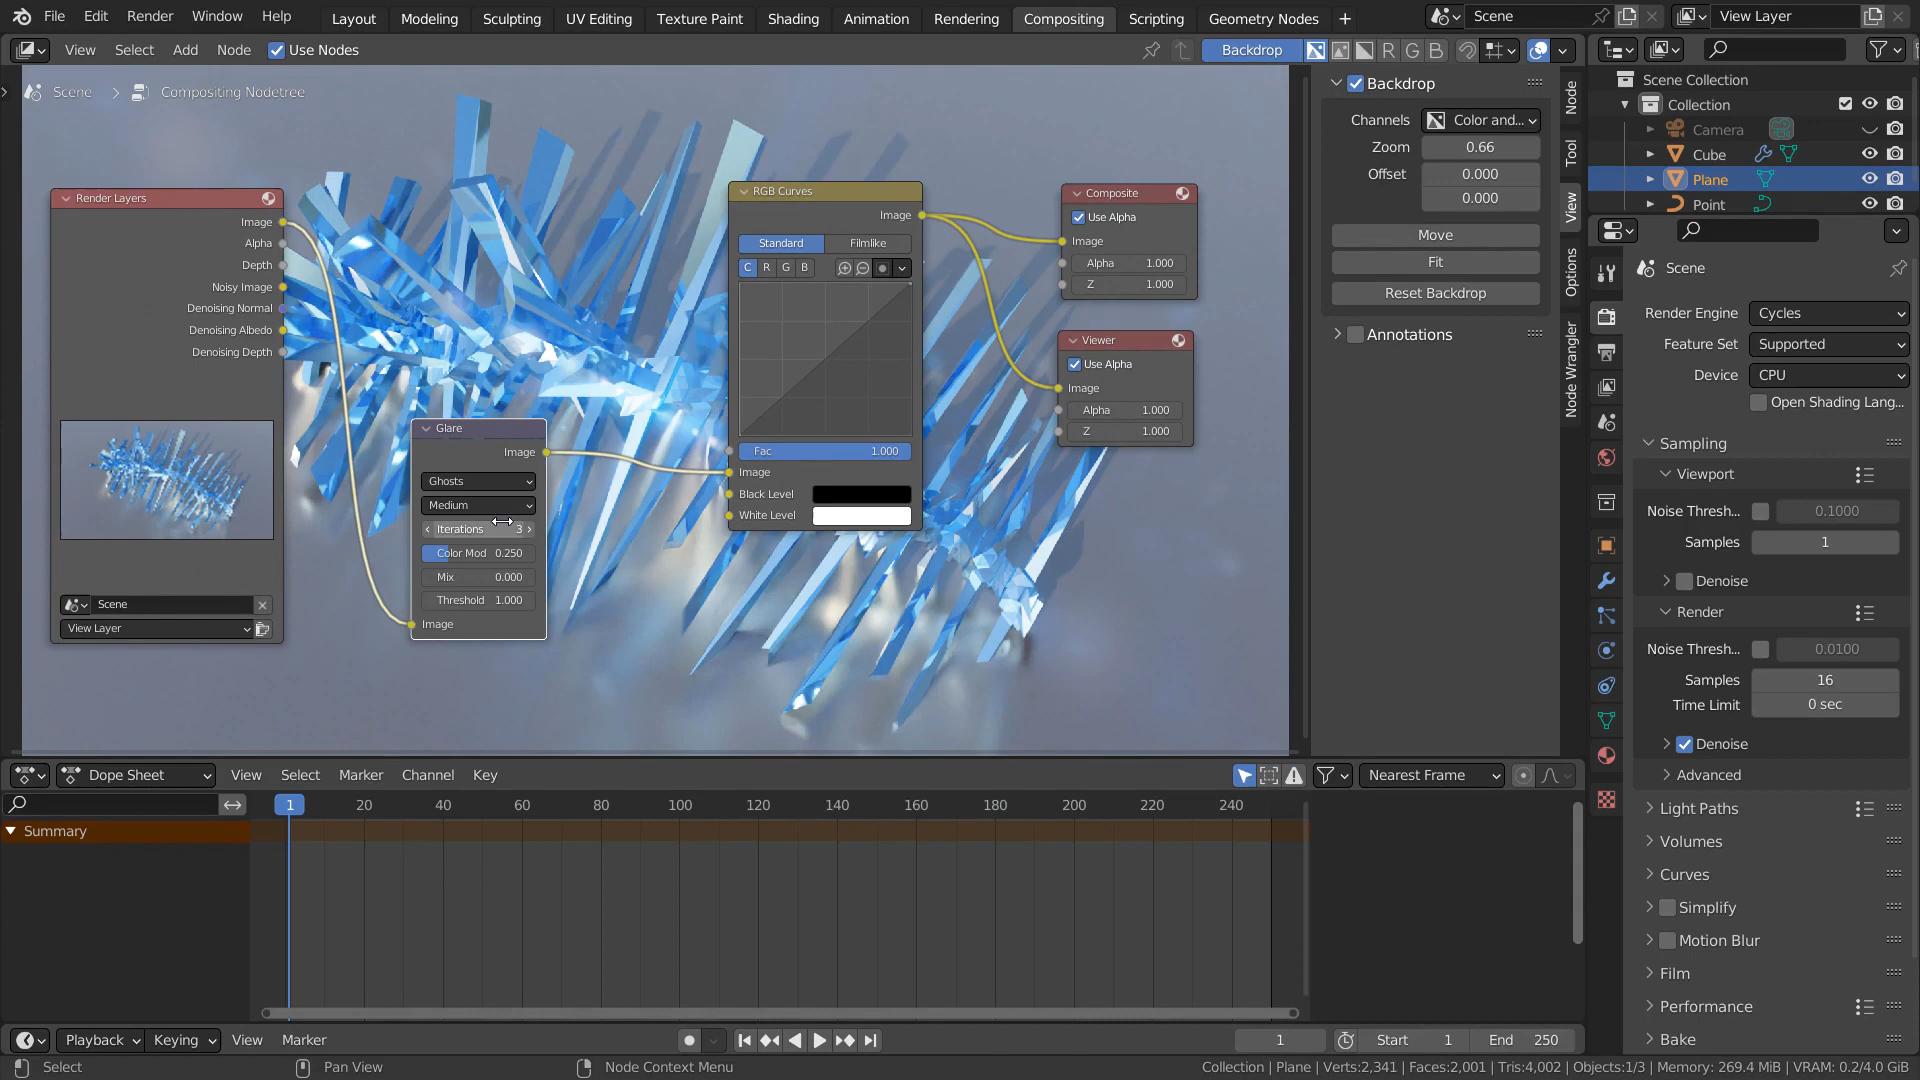 File Edit Render Window Help Layout Modeling Sculpting UV Editing Texture Paint Shading Animation Rendering Compositing Scripting Geometry Nodes + Scene View Layer
View Select Add Node Use Nodes Backdrop R G B
Scene > Compositing Nodetree
Render Layers
Image
Alpha
Depth
Noisy Image
Denoising Normal
Denoising Albedo
Denoising Depth
Scene
View Layer
Glare
Image
Ghosts
Medium
Iterations 3
Color Mod 0.250
Mix 0.000
Threshold 1.000
Image
RGB Curves
Image
Standard Filmlike
C R G B
Fac 1.000
Image
Black Level
White Level
Composite
Use Alpha
Image
Alpha 1.000
Z 1.000
Viewer
Use Alpha
Image
Alpha 1.000
Z 1.000
Backdrop
Channels Color and...
Zoom 0.66
Offset 0.000
0.000
Move
Fit
Reset Backdrop
Annotations
Node
Tool
View
Options
Node Wrangler
Scene Collection
Collection
Camera
Cube
Plane
Point
Scene
Render Engine Cycles
Feature Set Supported
Device CPU
Open Shading Lang...
Sampling
Viewport
Noise Thresh... 0.1000
Samples 1
Denoise
Render
Noise Thresh... 0.0100
Samples 16
Time Limit 0 sec
Denoise
Advanced
Light Paths
Volumes
Curves
Simplify
Motion Blur
Film
Performance
Bake
Dope Sheet View Select Marker Channel Key Nearest Frame
1 20 40 60 80 100 120 140 160 180 200 220 240
Summary
Playback Keying View Marker 1 Start 1 End 250
Select Pan View Node Context Menu Collection | Plane | Verts:2,341 | Faces:2,001 | Tris:4,002 | Objects:1/3 | Memory: 269.4 MiB | VRAM: 0.2/4.0 GiB